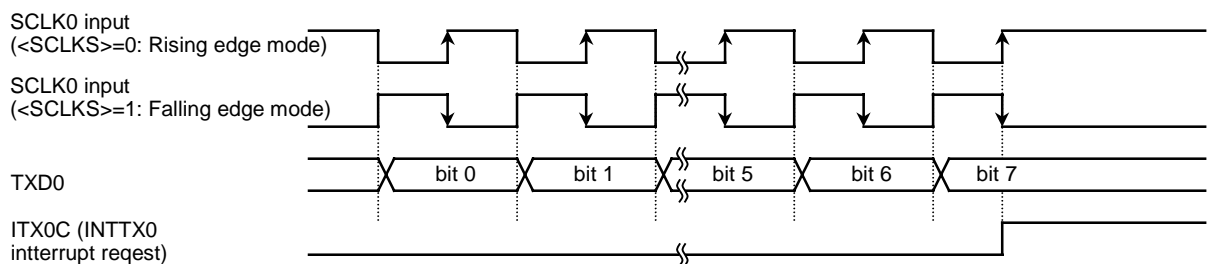 SCLK0 input
(<SCLKS>=0: Rising edge mode)
SCLK0 input
(<SCLKS>=1: Falling edge mode)
TXD0
bit 0
bit 1
bit 5
bit 6
bit 7
ITX0C (INTTX0
intterrupt reqest)